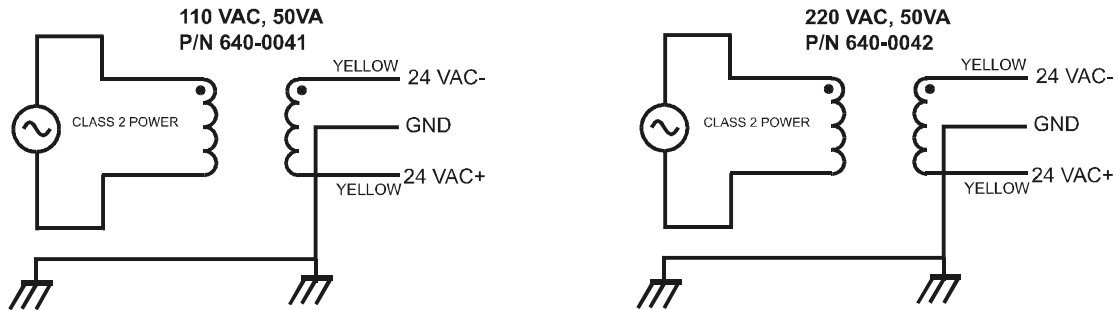 110 VAC, 50VA
P/N 640-0041
YELLOW
24 VAC-
CLASS 2 POWER
GND
YELLOW
24 VAC+
220 VAC, 50VA
P/N 640-0042
YELLOW
24 VAC-
CLASS 2 POWER
GND
YELLOW
24 VAC+